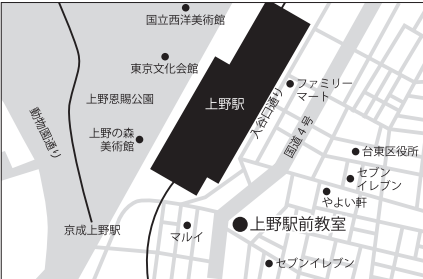 国立西洋美術館
東京文化会館
上野恩賜公園
上野の森
美術館
動物園通り
京成上野駅
上野駅
入谷口通り
国道4号
ファミリー
マート
台東区役所
セブン
イレブン
やよい軒
上野駅前教室
マルイ
セブンイレブン